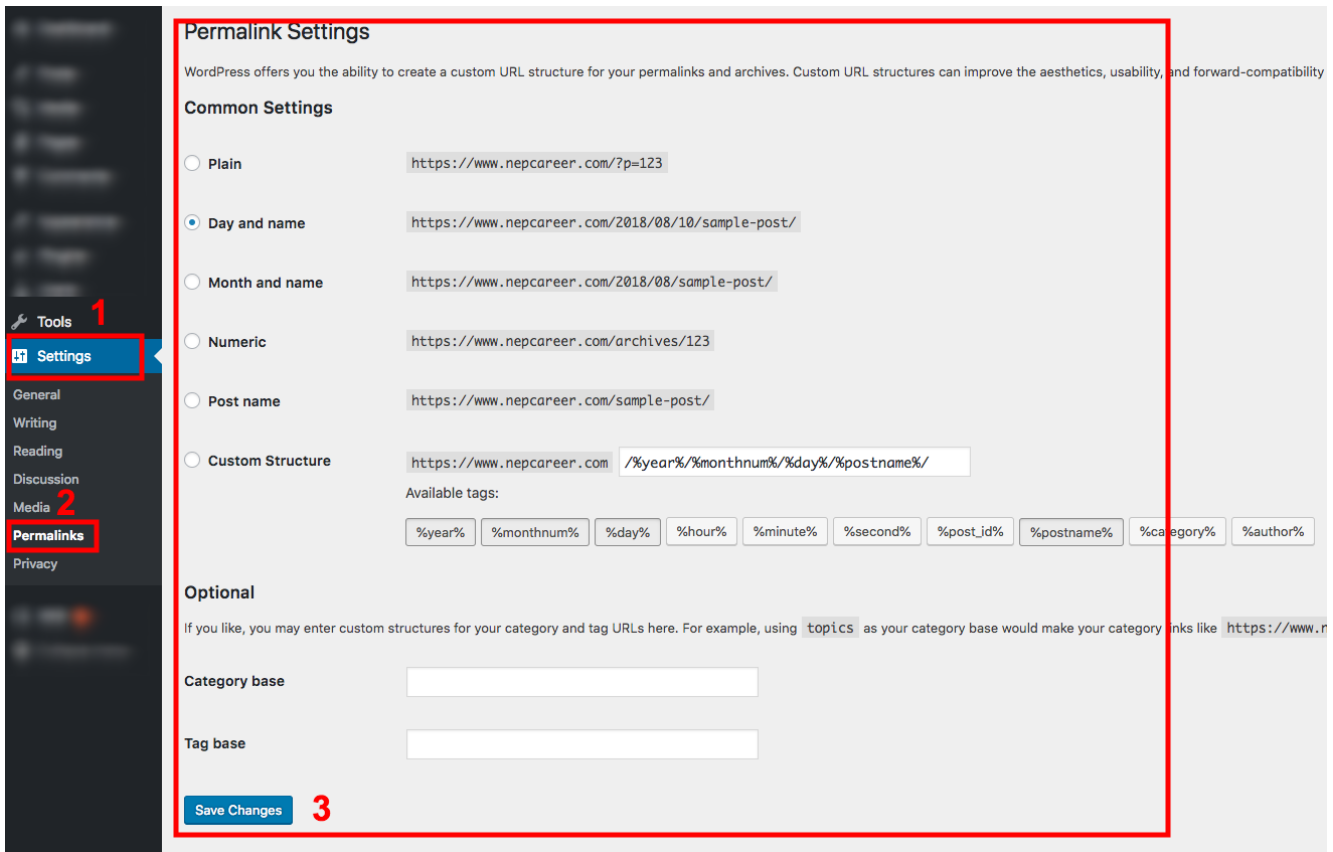 1
Tools
Settings
General
Writing
Reading
Discussion
Media
2
Permalinks
Privacy
Permalink Settings
WordPress offers you the ability to create a custom URL structure for your permalinks and archives. Custom URL structures can improve the aesthetics, usability, and forward-compatibility
Common Settings
Plain https://www.nepcareer.com/?p=123
Day and name https://www.nepcareer.com/2018/08/10/sample-post/
Month and name https://www.nepcareer.com/2018/08/sample-post/
Numeric https://www.nepcareer.com/archives/123
Post name https://www.nepcareer.com/sample-post/
Custom Structure https://www.nepcareer.com /%year%/%monthnum%/%day%/%postname%/
Available tags:
%year% %monthnum% %day% %hour% %minute% %second% %post_id% %postname% %category% %author%
Optional
If you like, you may enter custom structures for your category and tag URLs here. For example, using topics as your category base would make your category links like https://www.n
Category base
Tag base
Save Changes 3